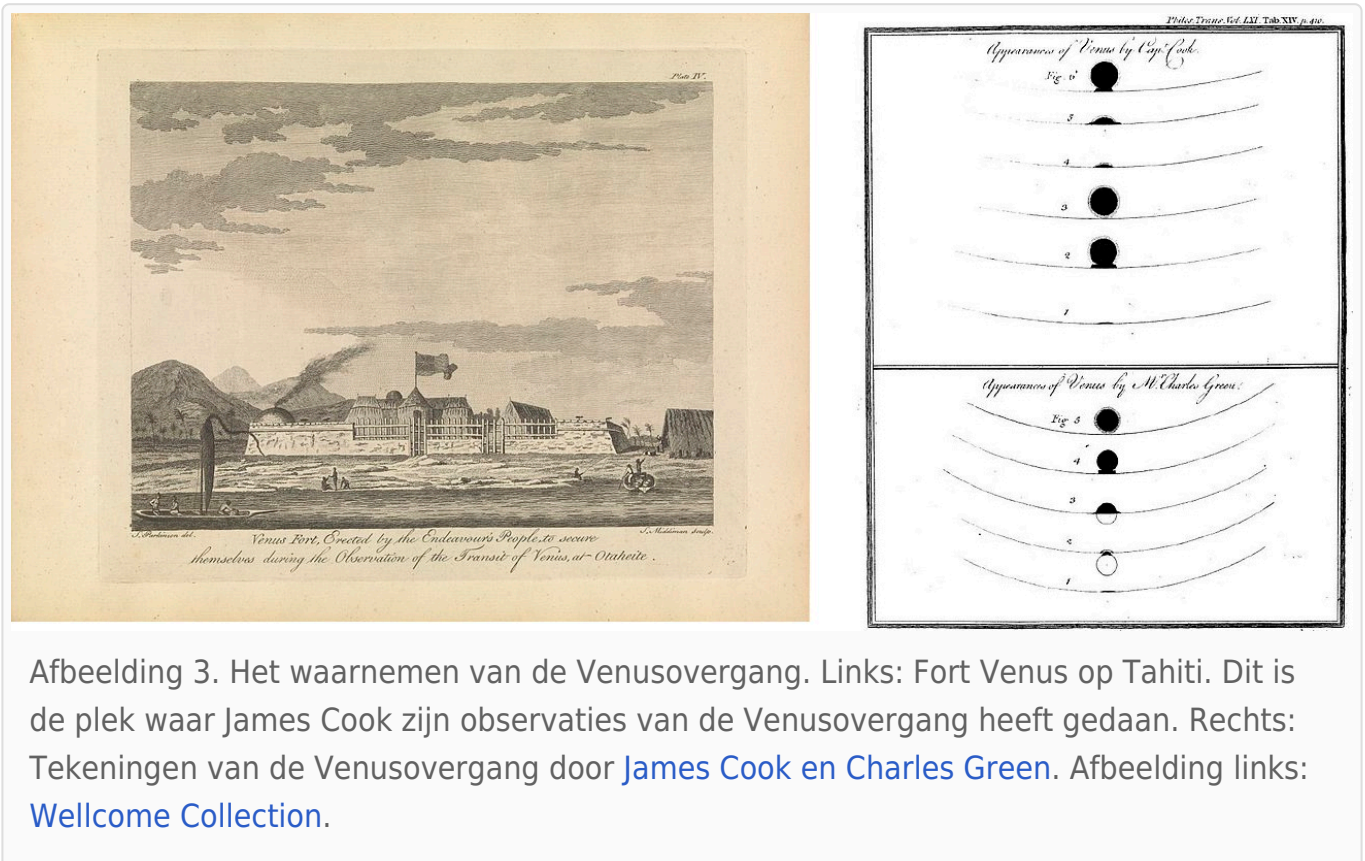 Plate IV.
S. Parkinson del.
S. Middiman Sculp.
Venus Fort, Erected by the Endeavour's People, to secure
themselves during the Observation of the Transit of Venus, at Otaheite.
Philos. Trans. Vol. LXI. Tab. XIV. p. 410.
Appearances of Venus by Cap.t Cook.
Fig. 6
5
4
3
2
1
Appearances of Venus by Mr. Charles Green.
Fig 5
4
3
2
1
Afbeelding 3. Het waarnemen van de Venusovergang. Links: Fort Venus op Tahiti. Dit is
de plek waar James Cook zijn observaties van de Venusovergang heeft gedaan. Rechts:
Tekeningen van de Venusovergang door James Cook en Charles Green. Afbeelding links:
Wellcome Collection.